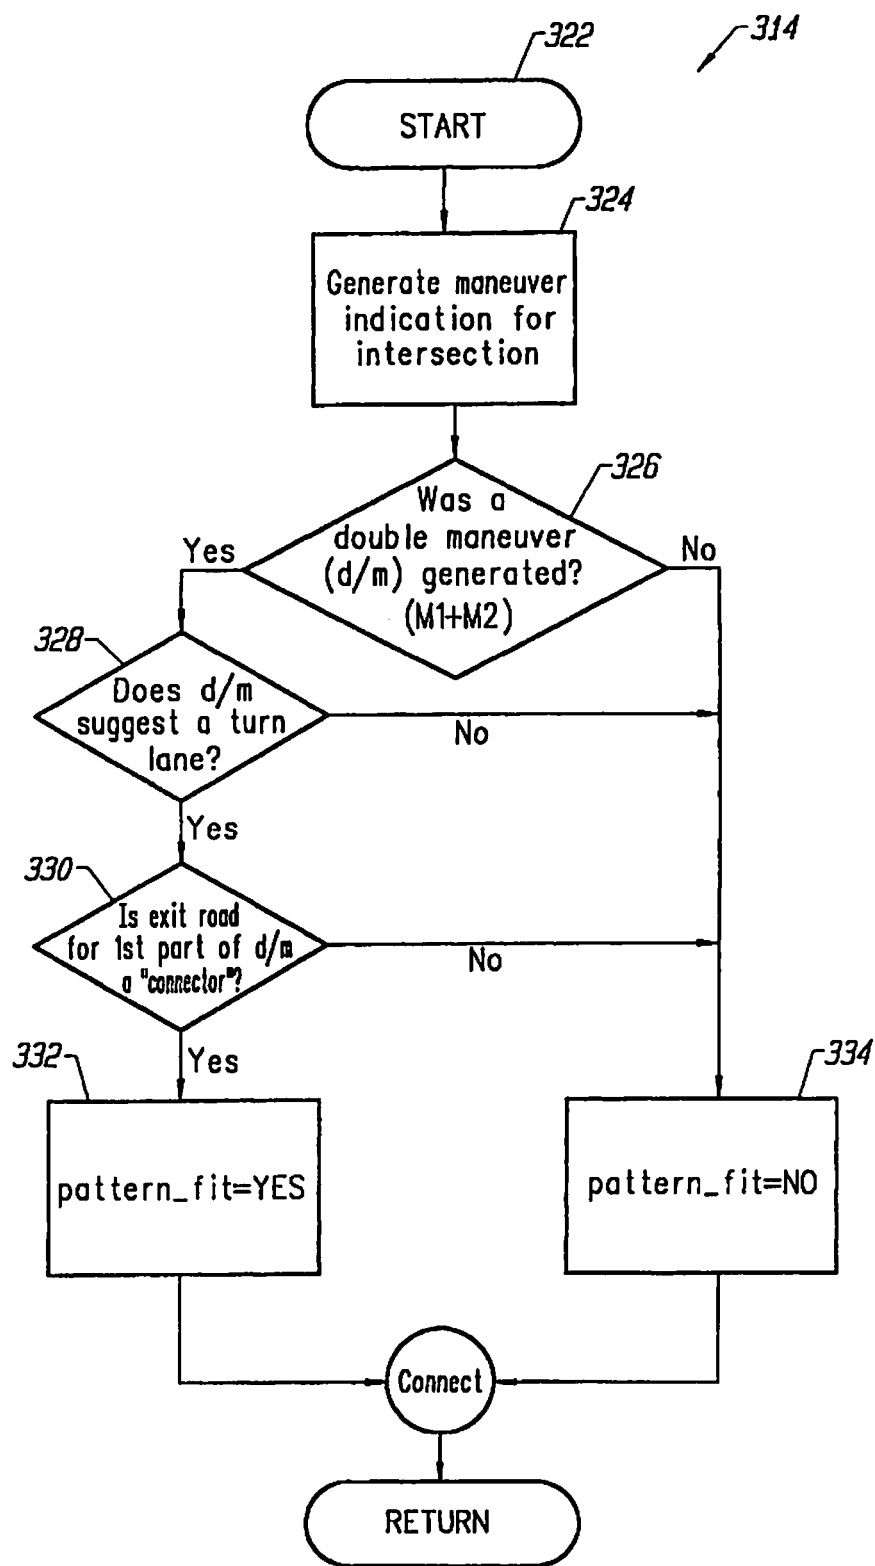 322
314
START
324
Generate maneuver
indication for
intersection
326
Was a
double maneuver
(d/m) generated?
(M1+M2)
Yes
No
328
Does d/m
suggest a turn
lane?
No
Yes
330
Is exit road
for 1st part of d/m
a "connector"?
No
Yes
332
334
pattern_fit=YES
pattern_fit=NO
Connect
RETURN